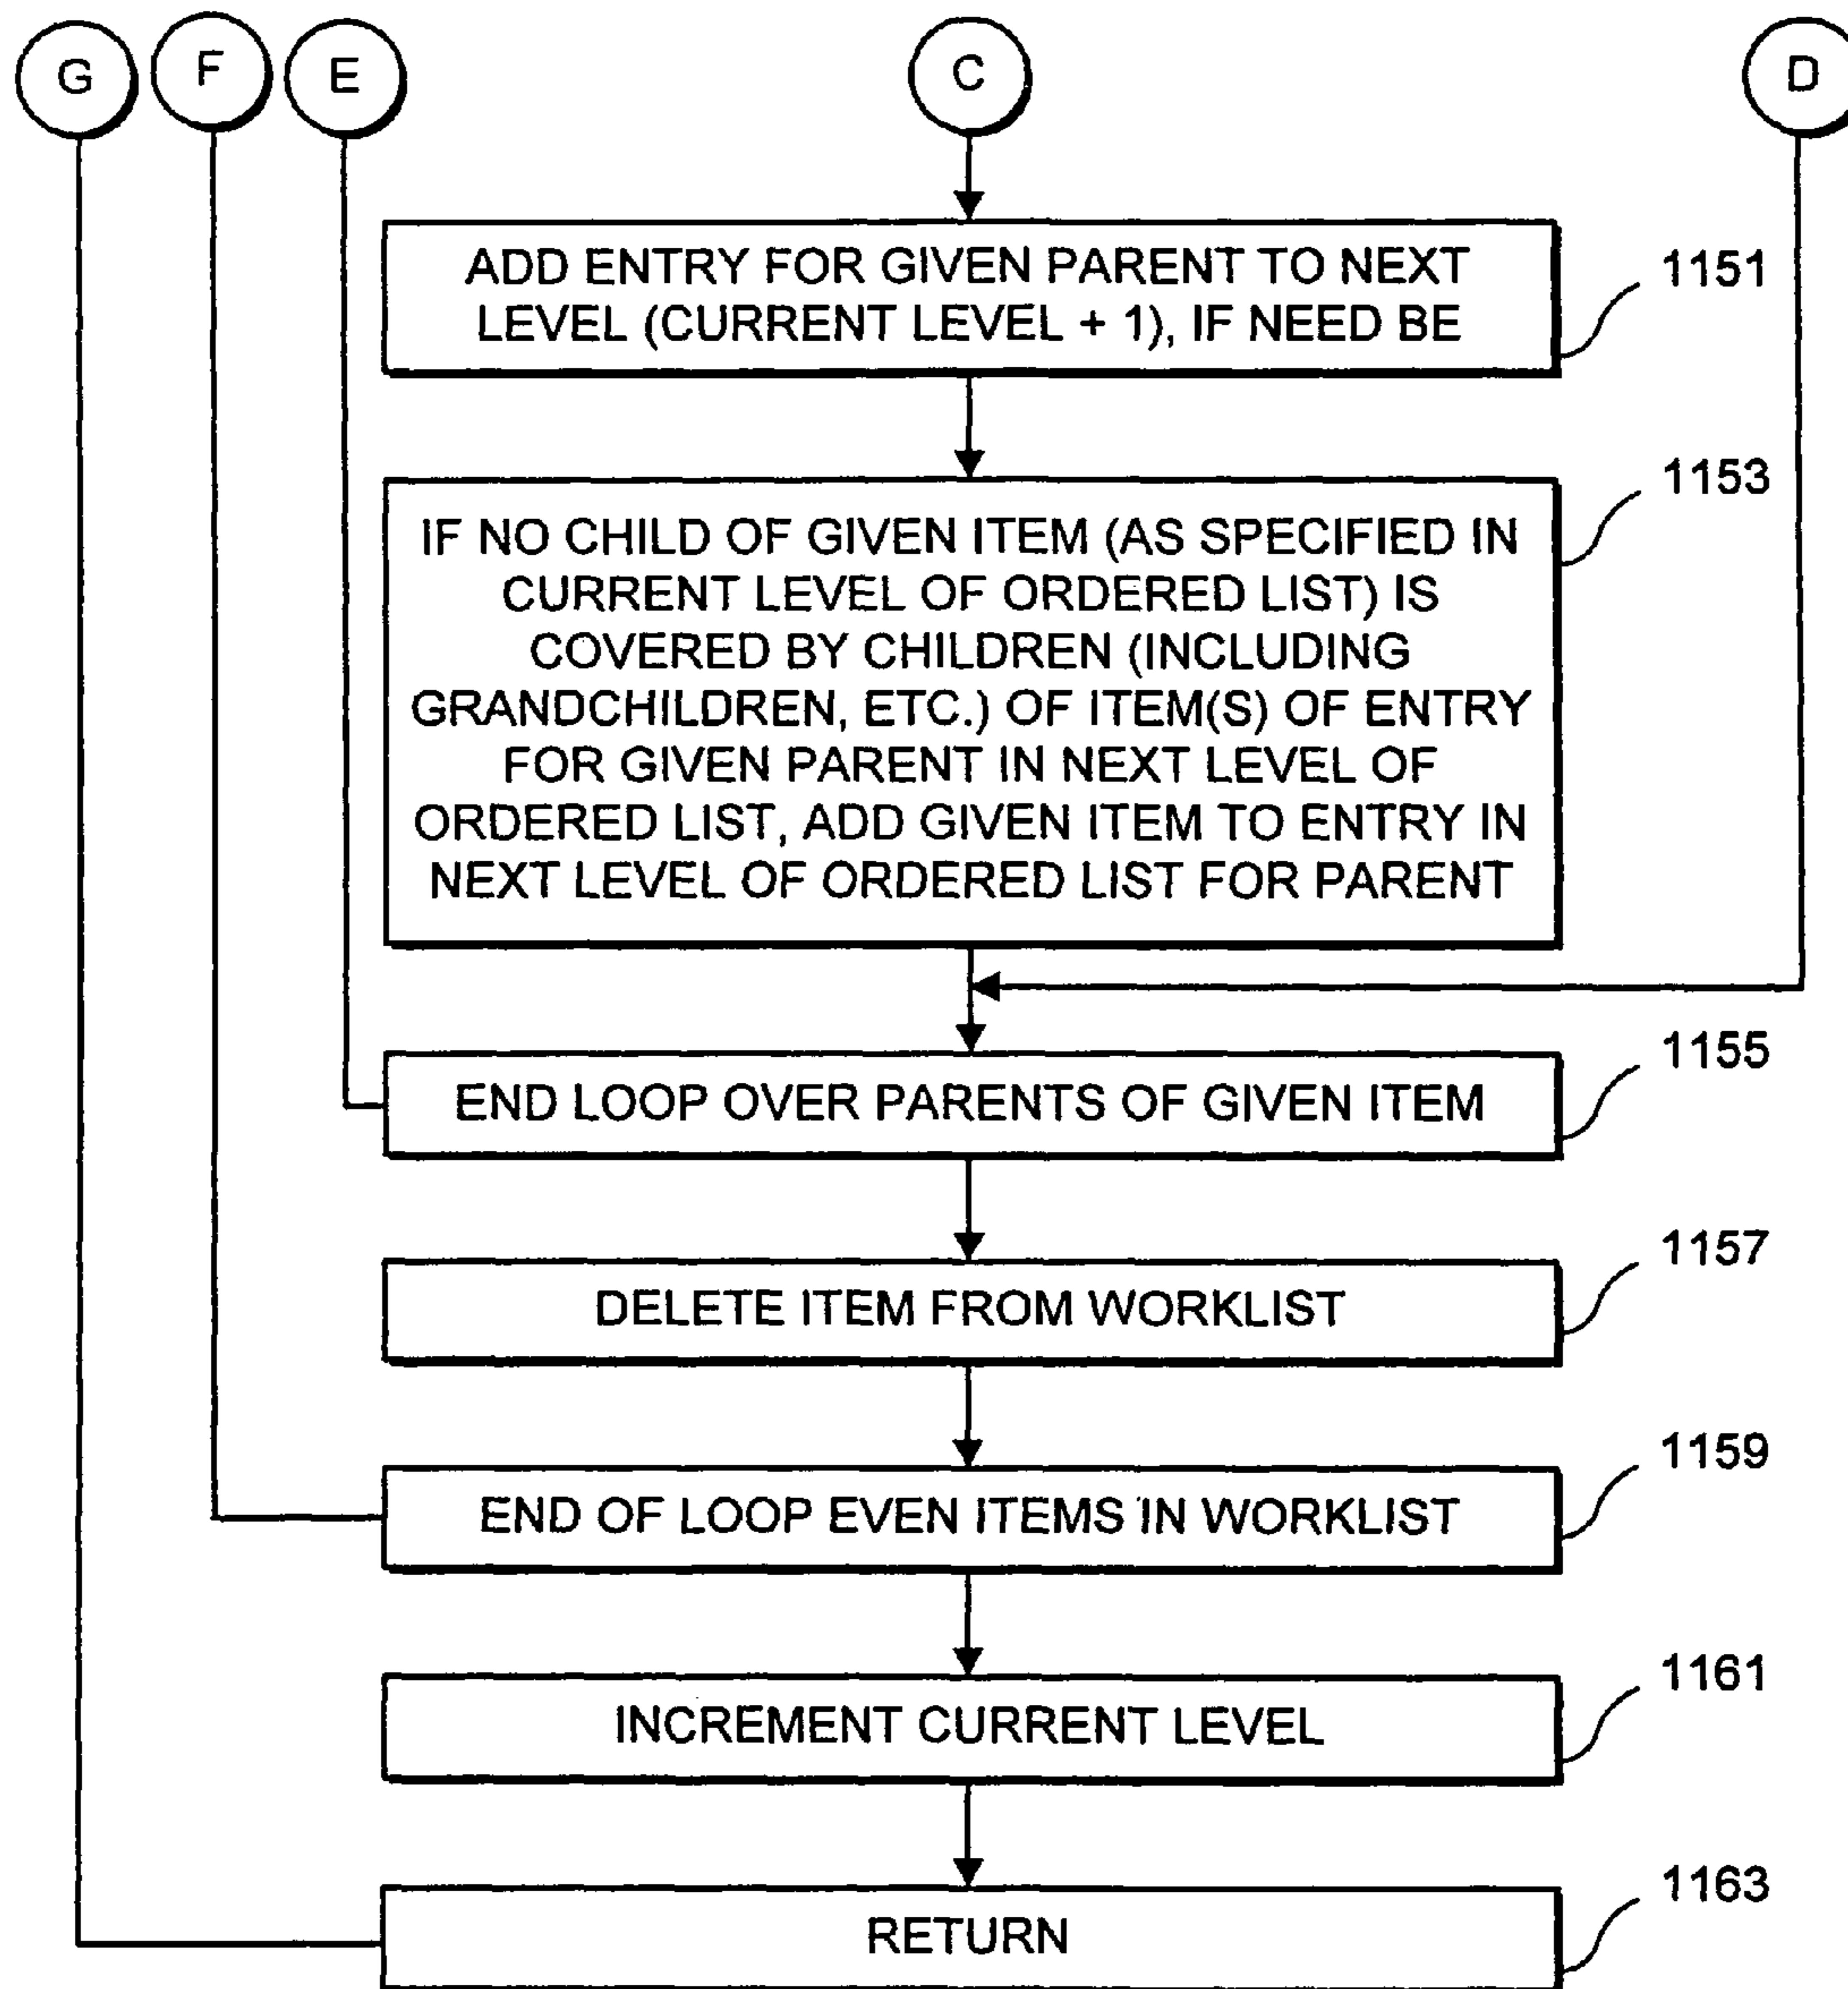 G F E C D
ADD ENTRY FOR GIVEN PARENT TO NEXT
LEVEL (CURRENT LEVEL + 1), IF NEED BE
1151
IF NO CHILD OF GIVEN ITEM (AS SPECIFIED IN
CURRENT LEVEL OF ORDERED LIST) IS
COVERED BY CHILDREN (INCLUDING
GRANDCHILDREN, ETC.) OF ITEM(S) OF ENTRY
FOR GIVEN PARENT IN NEXT LEVEL OF
ORDERED LIST, ADD GIVEN ITEM TO ENTRY IN
NEXT LEVEL OF ORDERED LIST FOR PARENT
1153
END LOOP OVER PARENTS OF GIVEN ITEM
1155
DELETE ITEM FROM WORKLIST
1157
END OF LOOP EVEN ITEMS IN WORKLIST
1159
INCREMENT CURRENT LEVEL
1161
RETURN
1163